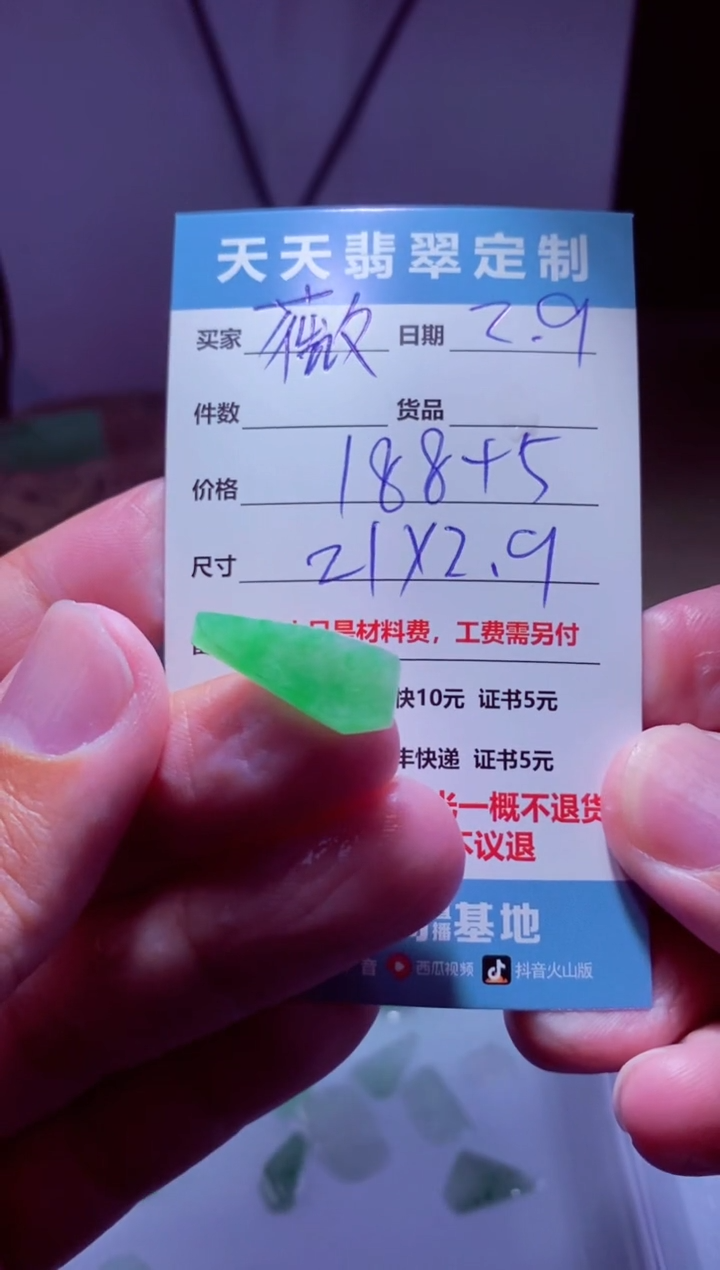 天天翡翠定制
买家 薇 日期 2.9
件数 货品
价格 188+5
尺寸 21X2.9
材料费，工费需另付
快10元 证书5元
快递 证书5元
一概不退货
不议退
播基地
音 西瓜视频 抖音火山版